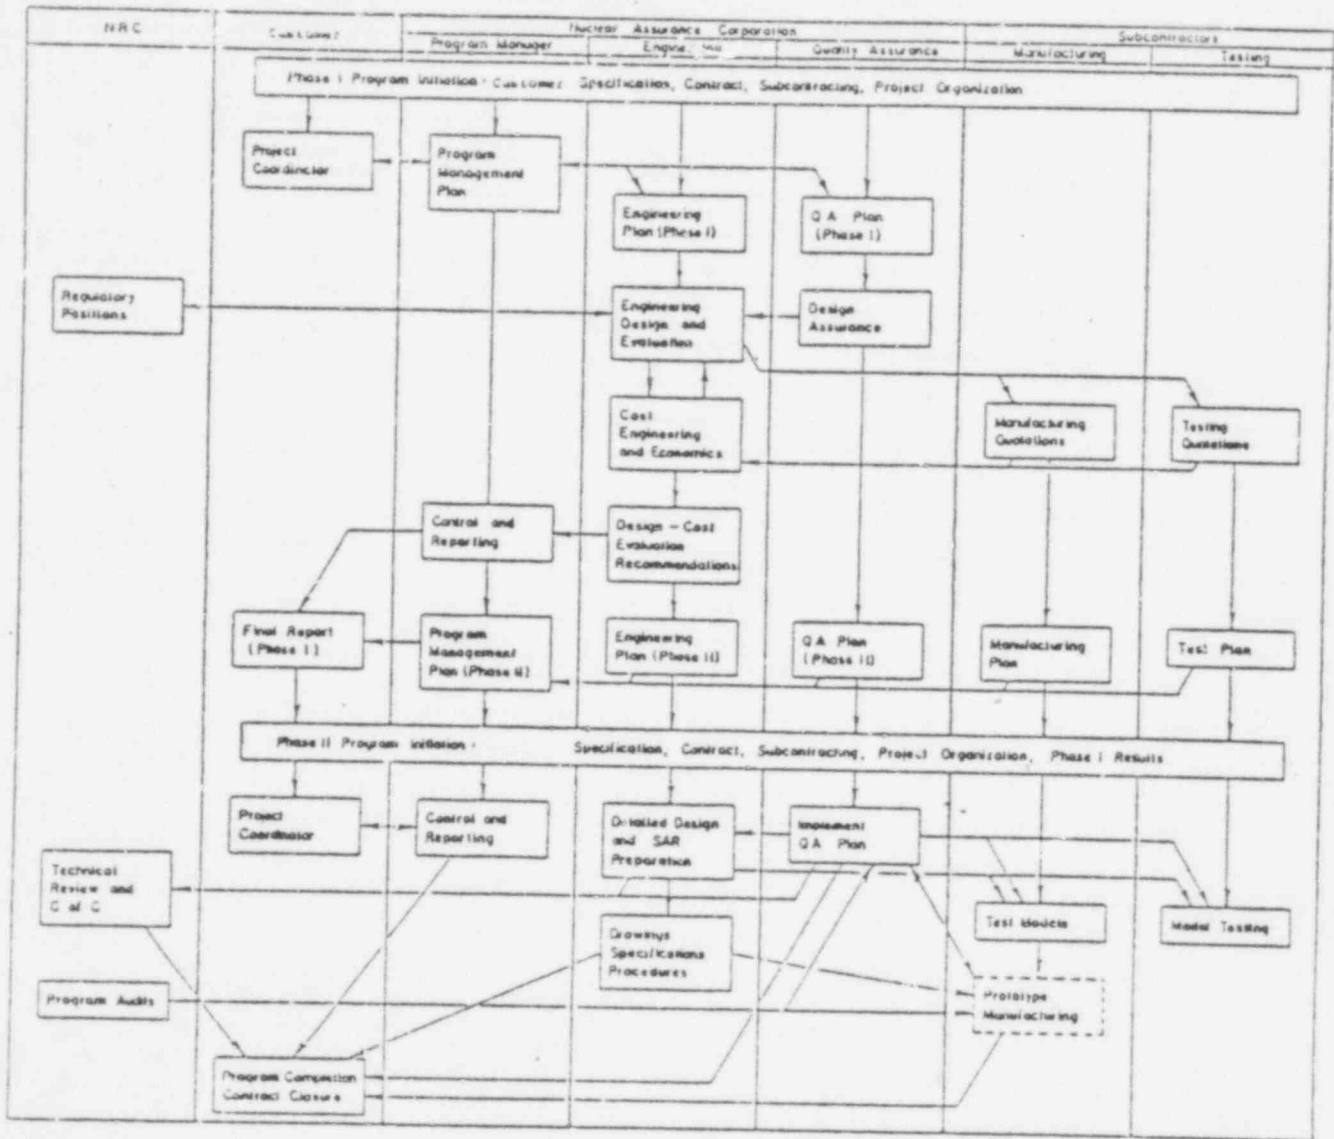 NRC
Customer
Nuclear Assurance Corporation
Subcontractors
Program Manager
Quality Assurance
Manufacturing
Testing
Phase I Program Initiation - Customer Specification, Contract, Subcontracting, Project Organization
Project
Program
Management
Plan
Engineering
Plan (Phase I)
QA Plan
(Phase I)
Regulatory
Positions
Engineering
Design and
Evaluation
Design
Assurance
Cost
Engineering
and Economics
Manufacturing
Quotations
Testing
Quotations
Control and
Reporting
Design - Cost
Evaluation
Recommendations
Final Report
(Phase I)
Program
Management
Plan (Phase II)
Engineering
Plan (Phase II)
QA Plan
(Phase II)
Manufacturing
Plan
Test Plan
Phase II Program Initiation - Specification, Contract, Subcontracting, Project Organization, Phase I Results
Project
Coordinator
Control and
Reporting
Detailed Design
and SAR
Preparation
Implement
QA Plan
Technical
Review and
C of C
Drawings
Specifications
Procedures
Test Models
Model Testing
Program Audits
Prototype
Manufacturing
Program Completion
Contract Closure